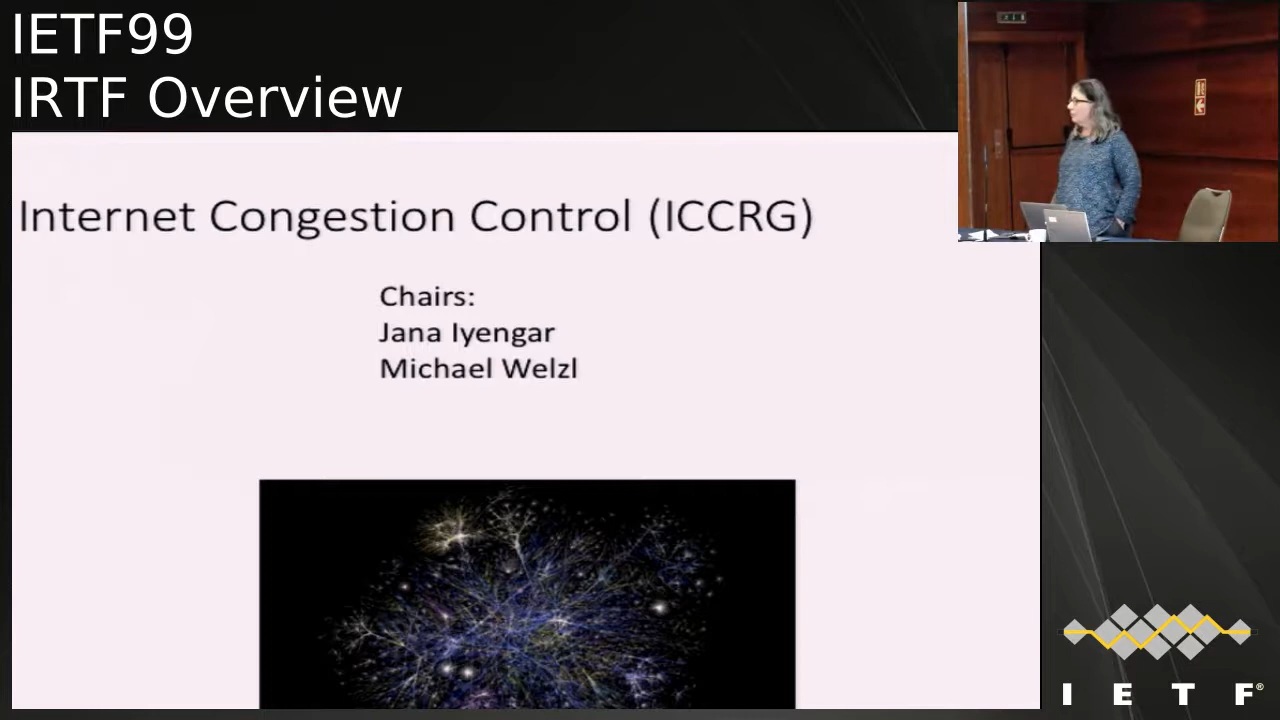 IETF99
IRTF Overview
Internet Congestion Control (ICCRG)
Chairs:
Jana Iyengar
Michael Welzl
I E T F®